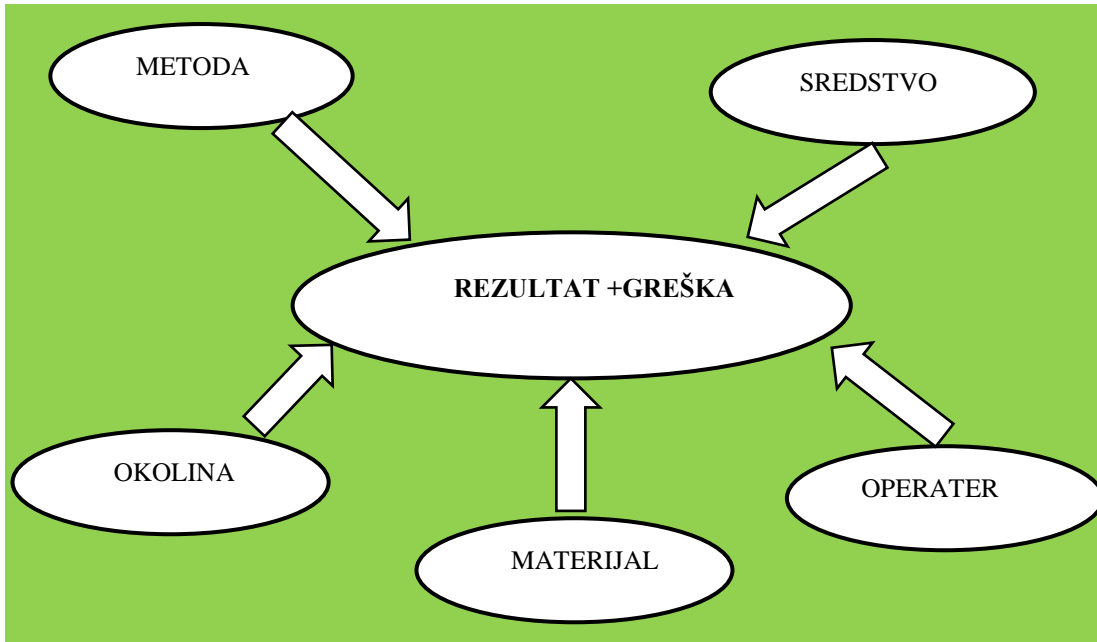 METODA
SREDSTVO
REZULTAT +GREŠKA
OKOLINA
OPERATER
MATERIJAL